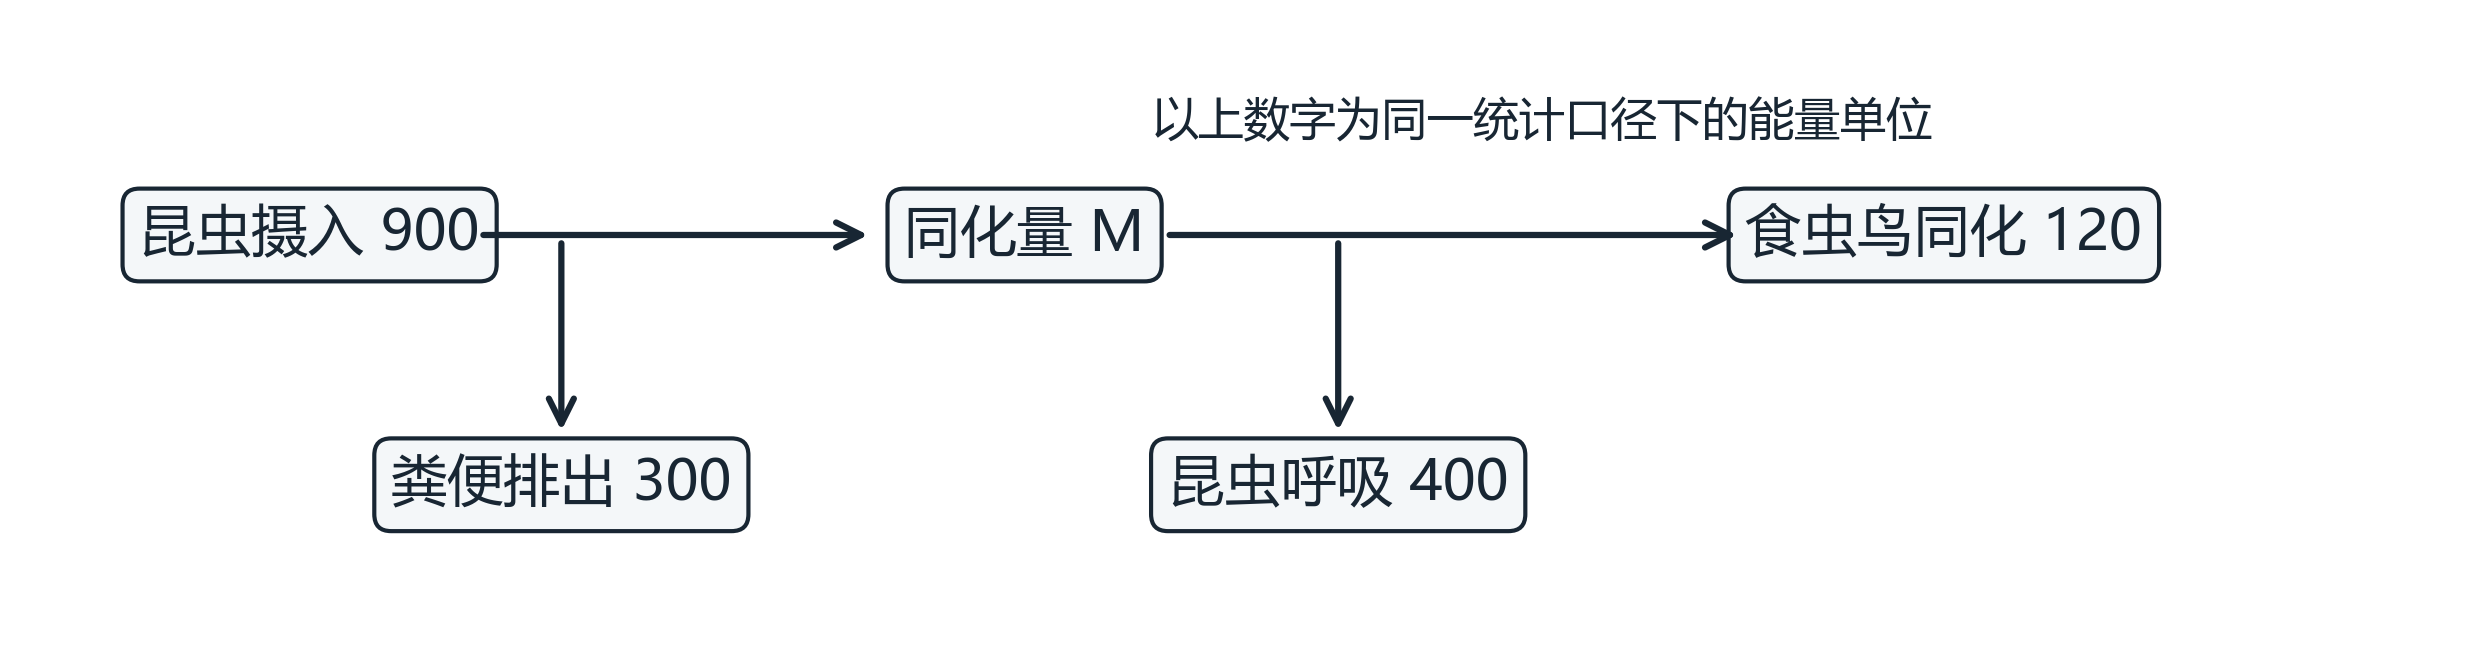 以上数字为同一统计口径下的能量单位
昆虫摄入 900
同化量 M
食虫鸟同化 120
粪便排出 300
昆虫呼吸 400